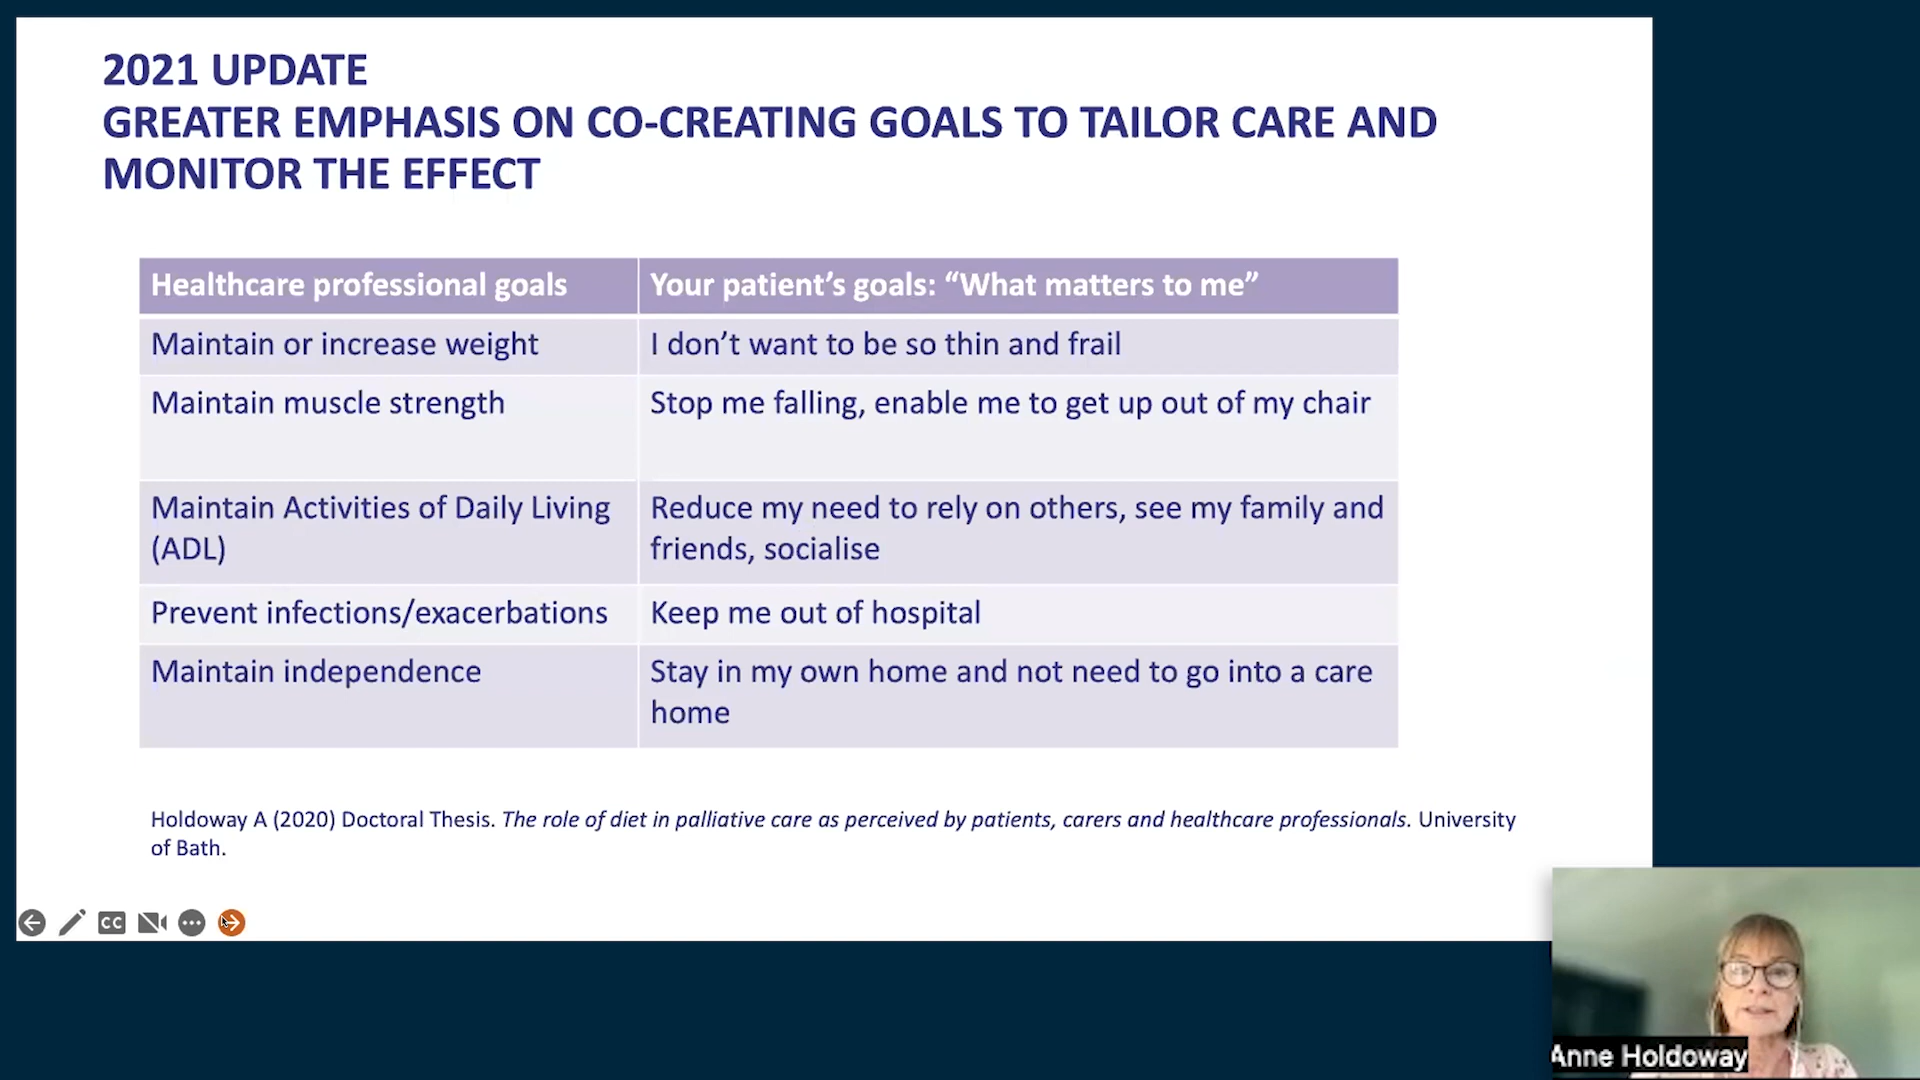 2021 UPDATE
GREATER EMPHASIS ON CO-CREATING GOALS TO TAILOR CARE AND
MONITOR THE EFFECT
Healthcare professional goals
Your patient’s goals: “What matters to me”
Maintain or increase weight
I don’t want to be so thin and frail
Maintain muscle strength
Stop me falling, enable me to get up out of my chair
Maintain Activities of Daily Living
(ADL)
Reduce my need to rely on others, see my family and
friends, socialise
Prevent infections/exacerbations
Keep me out of hospital
Maintain independence
Stay in my own home and not need to go into a care
home
Holdoway A (2020) Doctoral Thesis. The role of diet in palliative care as perceived by patients, carers and healthcare professionals. University
of Bath.
CC
Anne Holdoway